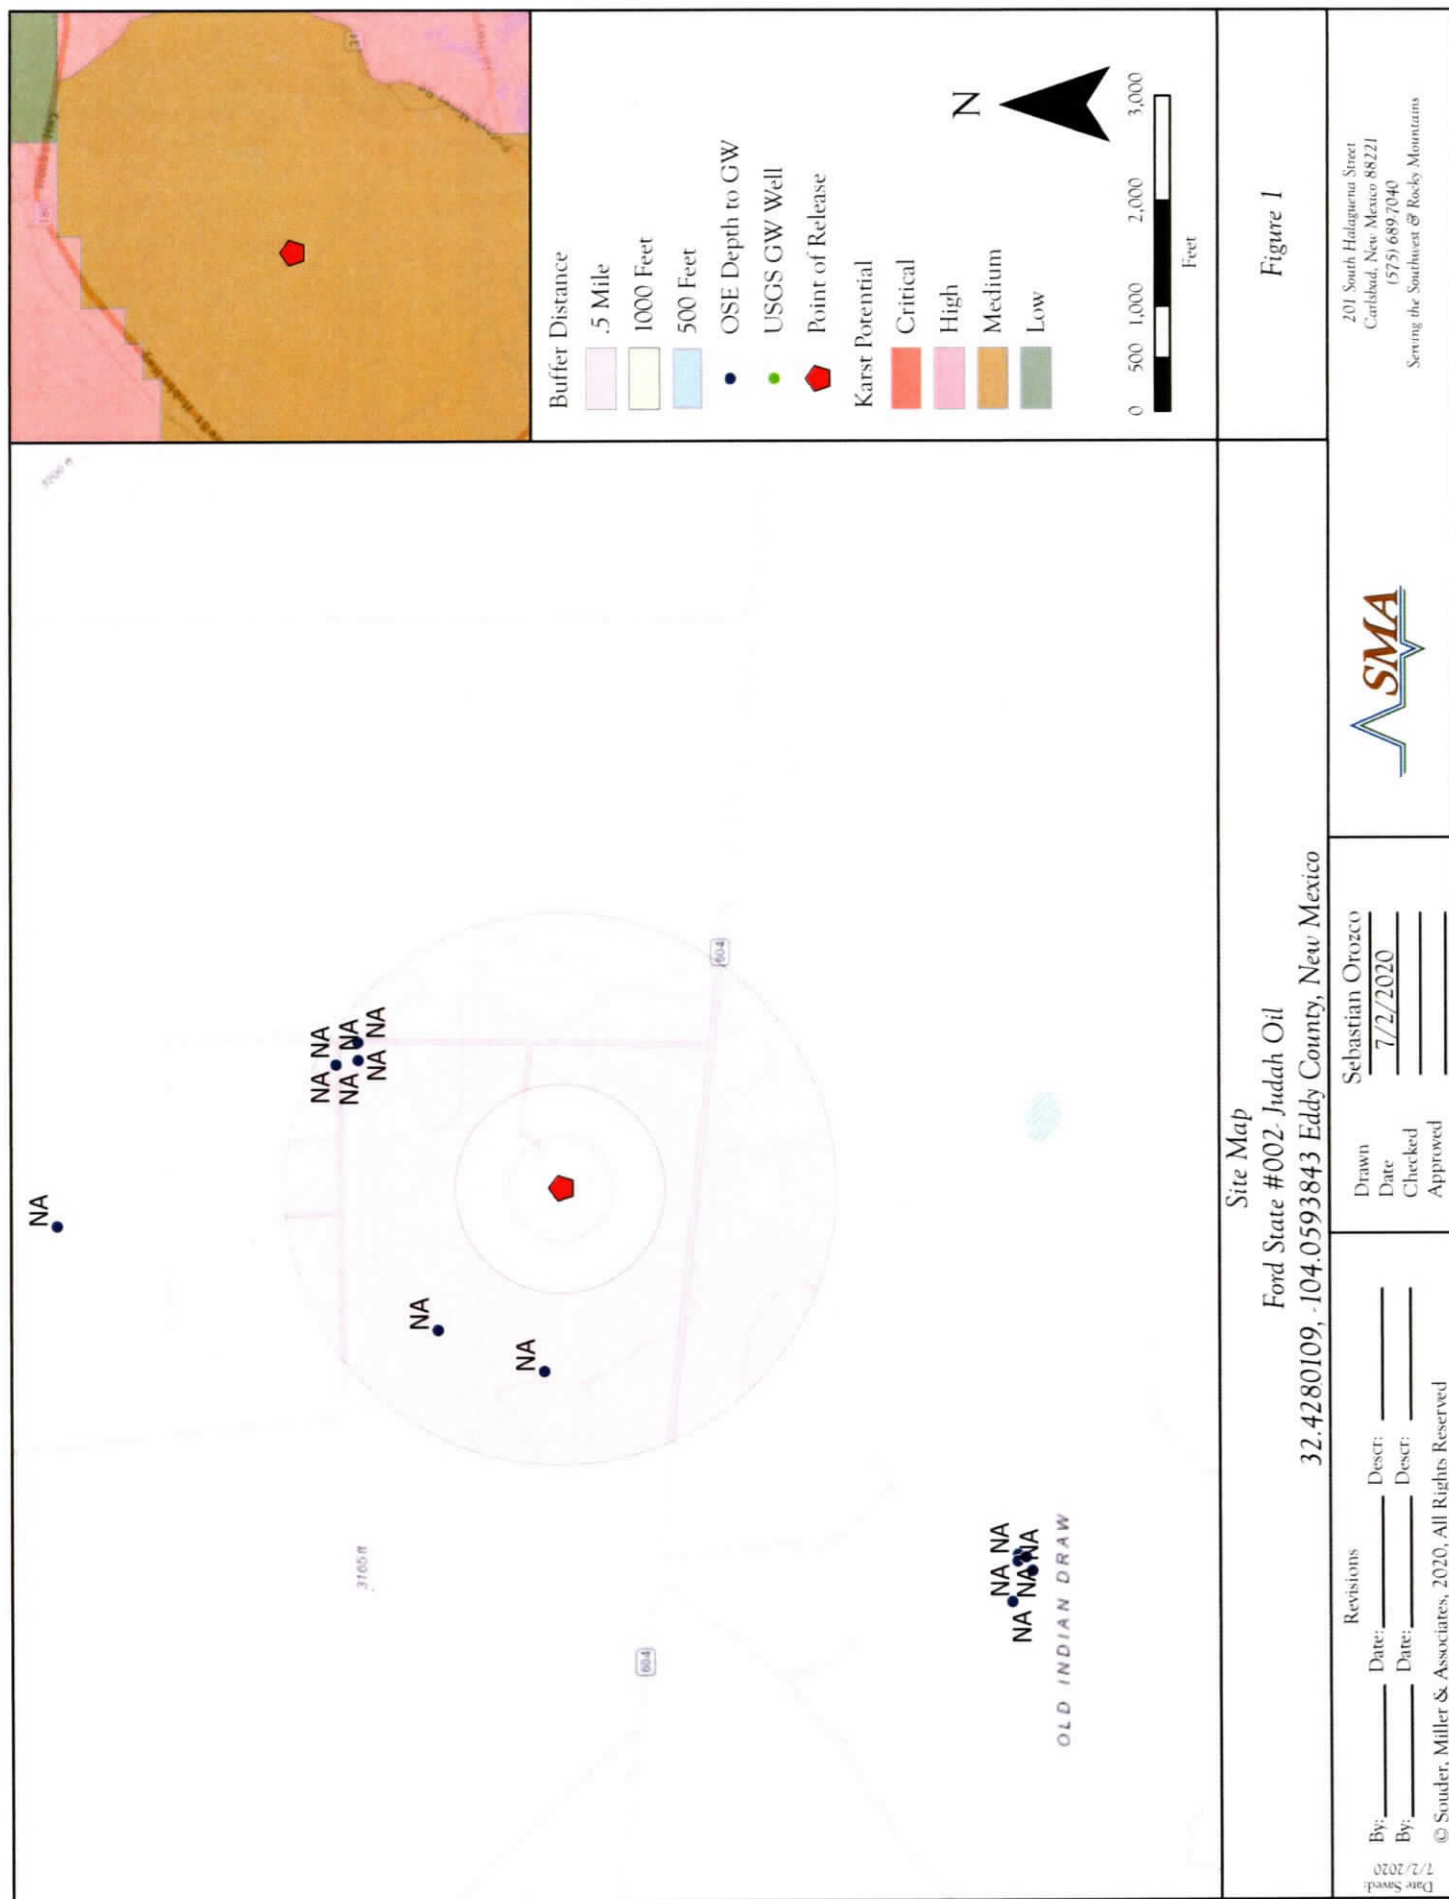 3200 ft
NA
NA NA
NA NA
NA NA
NA
NA
3165 ft
604
604
NA NA
NA NA NA
OLD INDIAN DRAW
180
31
Buffer Distance
.5 Mile
1000 Feet
500 Feet
OSE Depth to GW
USGS GW Well
Point of Release
Karst Potential
Critical
High
Medium
Low
N
0 500 1,000 2,000 3,000
Feet
Site Map
Ford State #002- Judah Oil
32.4280109, -104.0593843 Eddy County, New Mexico
Figure 1
Date Saved:
7/2/2020
Revisions
By: Date: Descr:
By: Date: Descr:
© Souder, Miller & Associates, 2020, All Rights Reserved
Drawn Sebastian Orozco
Date 7/2/2020
Checked
Approved
SMA
201 South Halaguena Street
Carlsbad, New Mexico 88221
(575) 689-7040
Serving the Southwest & Rocky Mountains